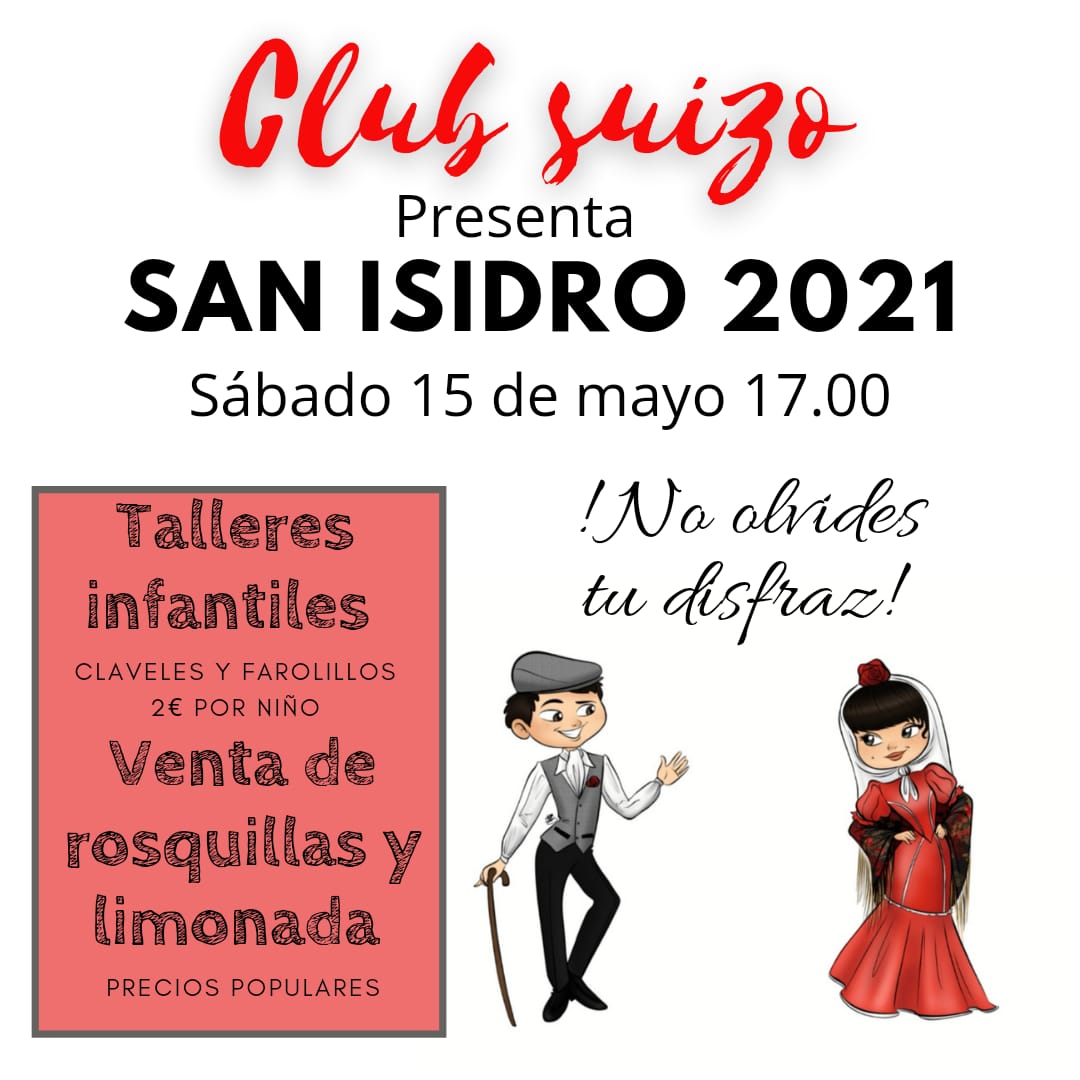 Club suizo
Presenta
SAN ISIDRO 2021
Sábado 15 de mayo 17.00
!No olvides
tu disfraz!
Talleres
infantiles
CLAVELES Y FAROLILLOS
2€ POR NIÑO
Venta de
rosquillas y
limonada
PRECIOS POPULARES